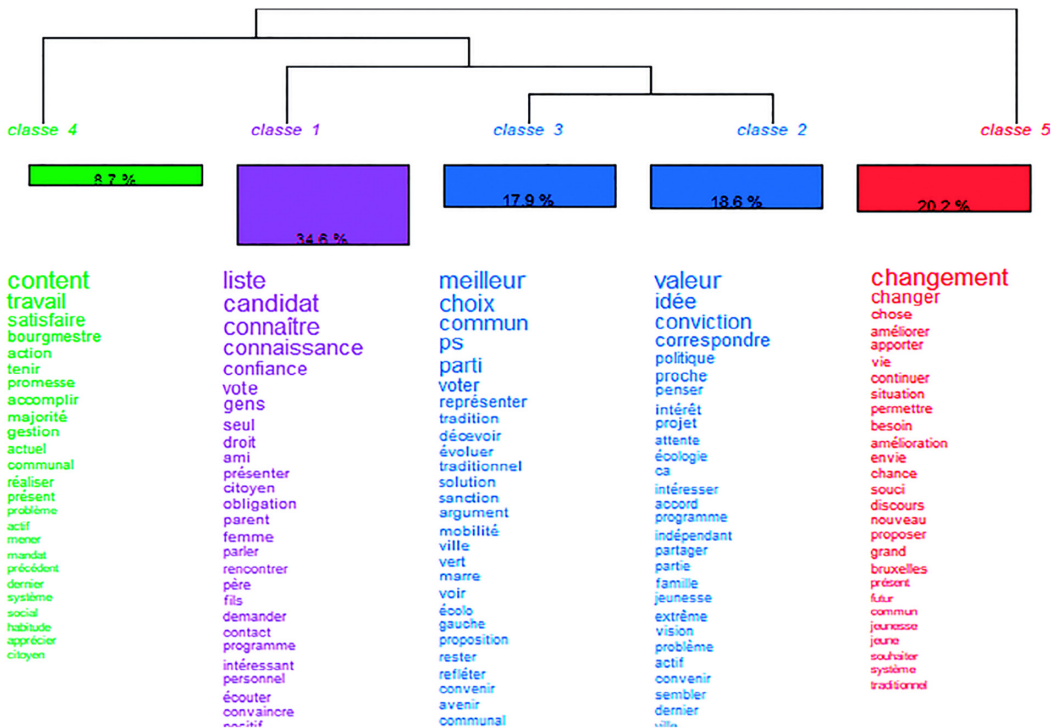 classe 4
classe 1
classe 3
classe 2
classe 5
8.7 %
34.6 %
17.9 %
18.6 %
20.2 %
content
travail
satisfaire
bourgmestre
action
tenir
promesse
accomplir
majorité
gestion
actuel
communal
réaliser
présent
problème
actif
mener
mandat
précédent
dernier
système
social
habitude
apprécier
citoyen
liste
candidat
connaître
connaissance
confiance
vote
gens
seul
droit
ami
présenter
citoyen
obligation
parent
femme
parler
rencontrer
père
fils
demander
contact
programme
intéressant
personnel
écouter
convaincre
positif
meilleur
choix
commun
ps
parti
voter
représenter
tradition
décevoir
évoluer
traditionnel
solution
sanction
argument
mobilité
ville
vert
marre
voir
écolo
gauche
proposition
rester
refléter
convenir
avenir
communal
valeur
idée
conviction
correspondre
politique
proche
penser
intérêt
projet
attente
écologie
ca
intéresser
accord
programme
indépendant
partager
partie
famille
jeunesse
extrême
vision
problème
actif
convenir
sembler
dernier
ville
changement
changer
chose
améliorer
apporter
vie
continuer
situation
permettre
besoin
amélioration
envie
chance
souci
discours
nouveau
proposer
grand
bruxelles
présent
futur
commun
jeunesse
jeune
souhaiter
système
traditionnel